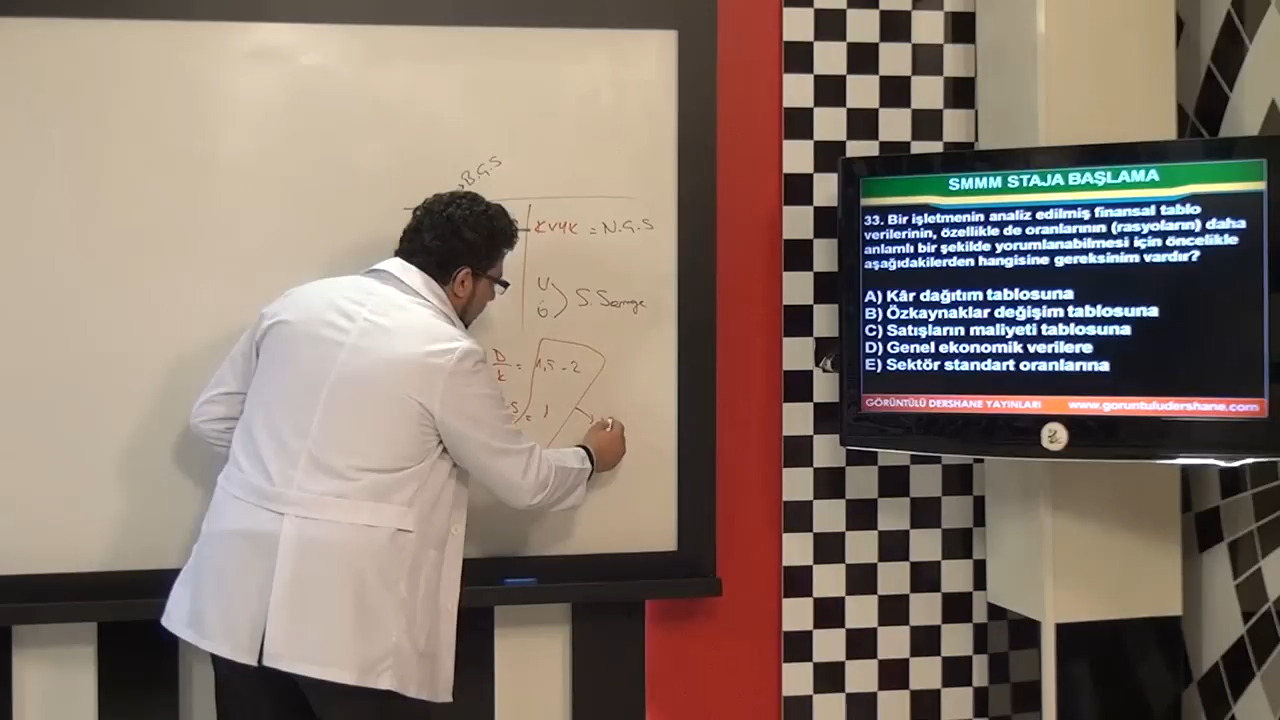 B.G.S
KVYK = N.G.S
U
Ö
S. Sermaye
D/K = 1,5 - 2
= 1
SMMM STAJA BAŞLAMA
33. Bir işletmenin analiz edilmiş finansal tablo
verilerinin, özellikle de oranlarının (rasyoların) daha
anlamlı bir şekilde yorumlanabilmesi için öncelikle
aşağıdakilerden hangisine gereksinim vardır?
A) Kâr dağıtım tablosuna
B) Özkaynaklar değişim tablosuna
C) Satışların maliyeti tablosuna
D) Genel ekonomik verilere
E) Sektör standart oranlarına
GÖRÜNTÜLÜ DERSHANE YAYINLARI www.goruntuludershane.com